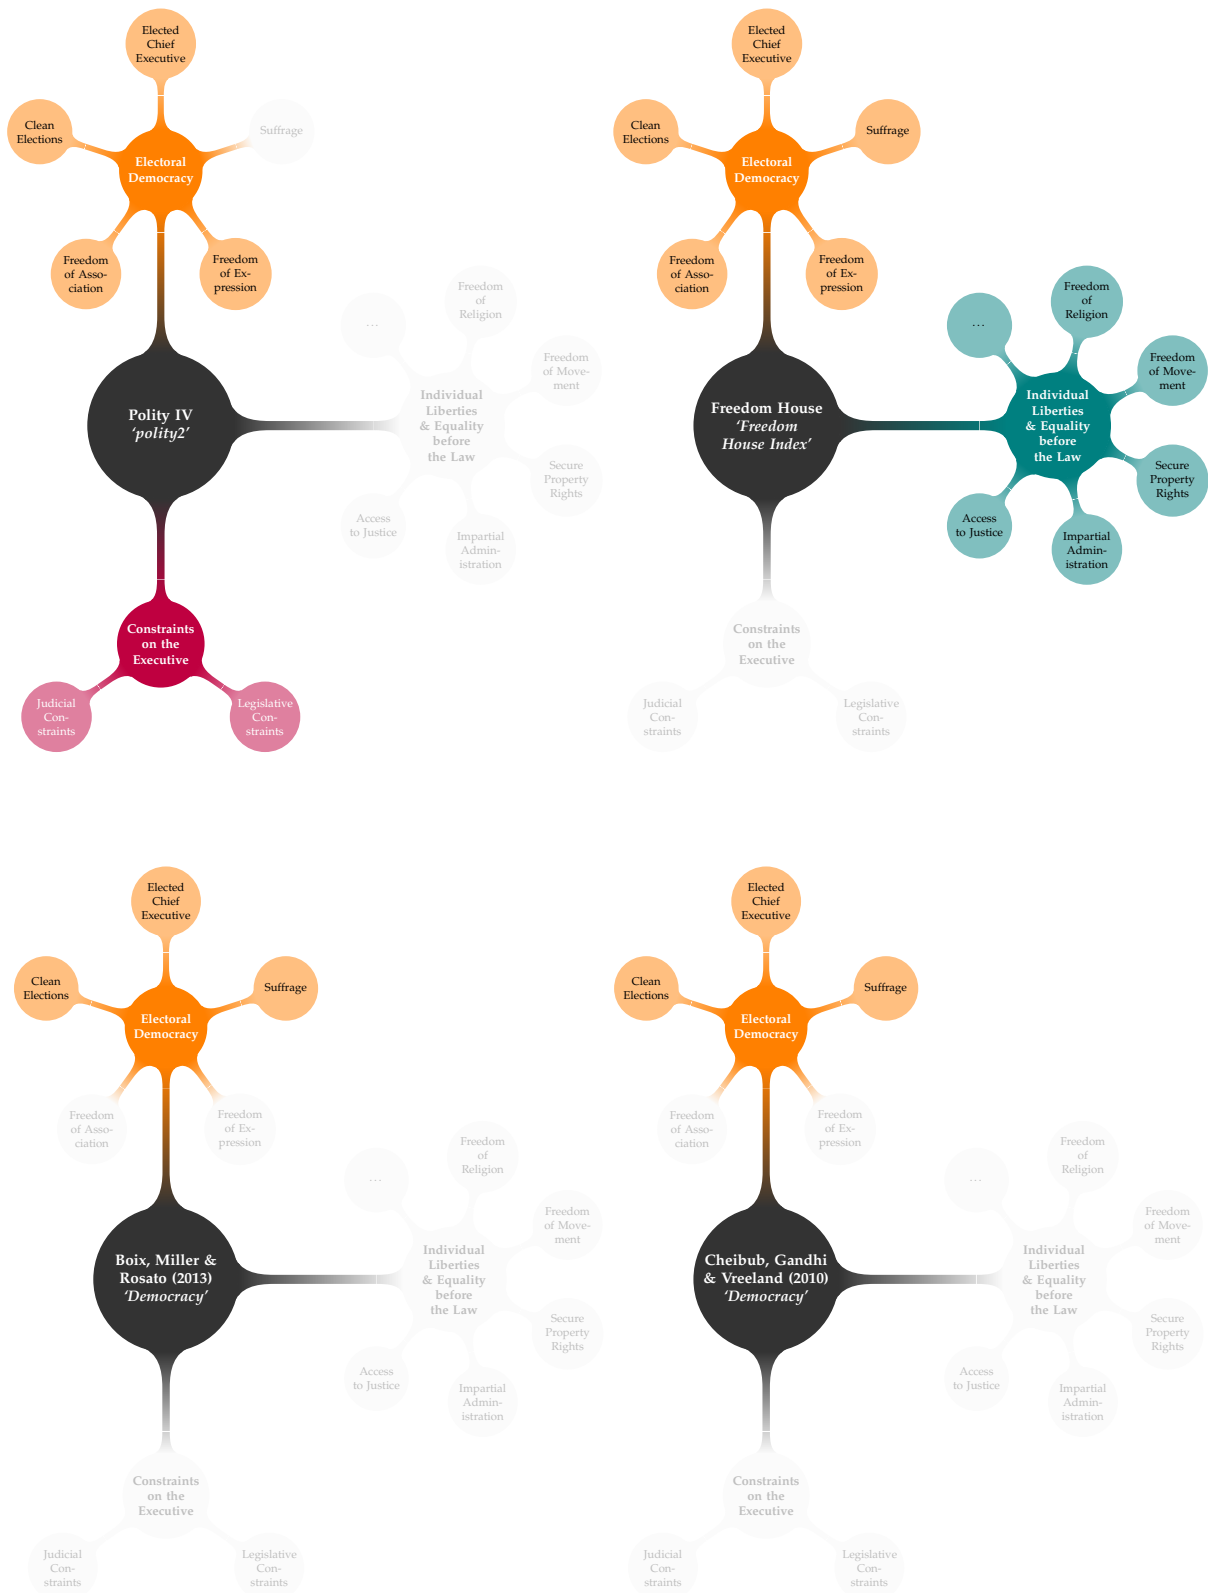 Elected
Chief
Executive
Clean
Elections
Suffrage
Electoral
Democracy
Freedom
of Asso-
ciation
Freedom
of Ex-
pression
...
Freedom
of
Religion
Freedom
of Move-
ment
Polity IV
‘polity2’
Individual
Liberties
& Equality
before
the Law
Secure
Property
Rights
Access
to Justice
Impartial
Admin-
istration
Constraints
on the
Executive
Judicial
Con-
straints
Legislative
Con-
straints
Elected
Chief
Executive
Clean
Elections
Suffrage
Electoral
Democracy
Freedom
of Asso-
ciation
Freedom
of Ex-
pression
...
Freedom
of
Religion
Freedom
of Move-
ment
Freedom House
‘Freedom
House Index’
Individual
Liberties
& Equality
before
the Law
Secure
Property
Rights
Access
to Justice
Impartial
Admin-
istration
Constraints
on the
Executive
Judicial
Con-
straints
Legislative
Con-
straints
Elected
Chief
Executive
Clean
Elections
Suffrage
Electoral
Democracy
Freedom
of Asso-
ciation
Freedom
of Ex-
pression
...
Freedom
of
Religion
Freedom
of Move-
ment
Boix, Miller &
Rosato (2013)
‘Democracy’
Individual
Liberties
& Equality
before
the Law
Secure
Property
Rights
Access
to Justice
Impartial
Admin-
istration
Constraints
on the
Executive
Judicial
Con-
straints
Legislative
Con-
straints
Elected
Chief
Executive
Clean
Elections
Suffrage
Electoral
Democracy
Freedom
of Asso-
ciation
Freedom
of Ex-
pression
...
Freedom
of
Religion
Freedom
of Move-
ment
Cheibub, Gandhi
& Vreeland (2010)
‘Democracy’
Individual
Liberties
& Equality
before
the Law
Secure
Property
Rights
Access
to Justice
Impartial
Admin-
istration
Constraints
on the
Executive
Judicial
Con-
straints
Legislative
Con-
straints